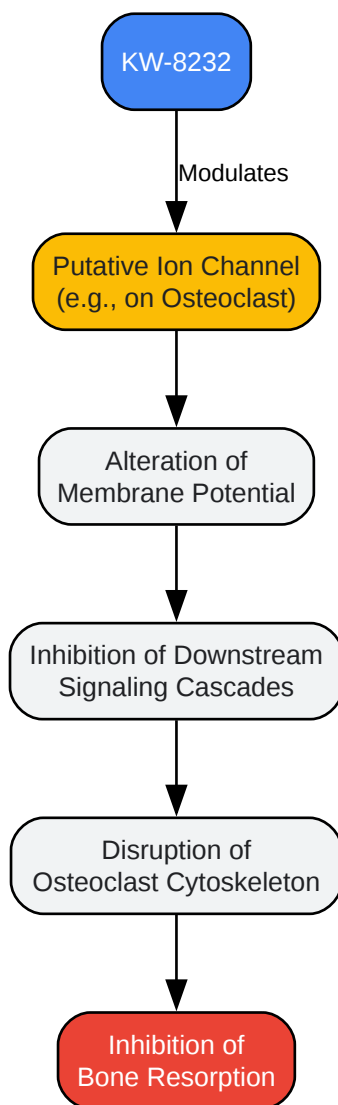 KW-8232
Modulates
Putative Ion Channel
(e.g., on Osteoclast)
Alteration of
Membrane Potential
Inhibition of Downstream
Signaling Cascades
Disruption of
Osteoclast Cytoskeleton
Inhibition of
Bone Resorption